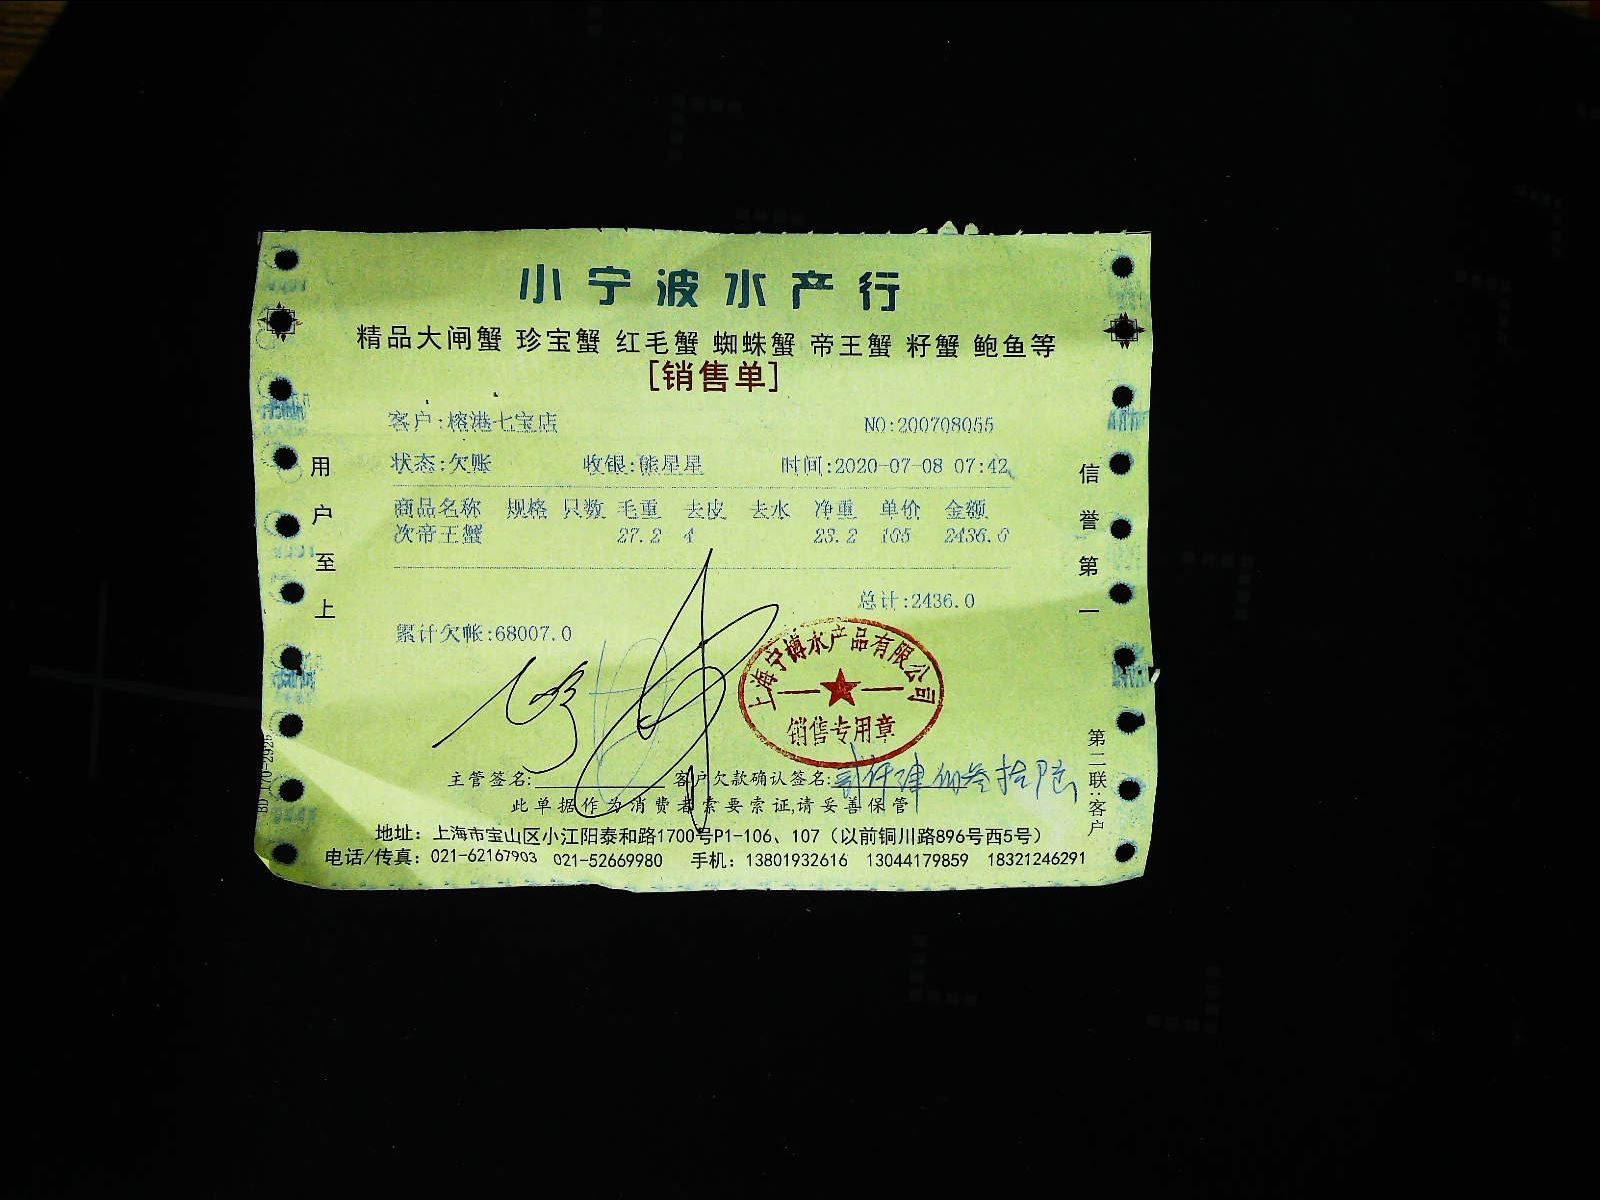 小宁波水产行
精品大闸蟹 珍宝蟹 红毛蟹 蜘蛛蟹 帝王蟹 籽蟹 鲍鱼等
[销售单]
客户:榕港七宝店 NO:200708055
状态:欠账 收银:熊星星 时间:2020-07-08 07:42
商品名称 规格 只数 毛重 去皮 去水 净重 单价 金额
次帝王蟹 27.2 4 23.2 105 2436.0
总计:2436.0
累计欠帐:68007.0
上海宁博水产品有限公司
销售专用章
主管签名: 客户欠款确认签名:贰仟肆佰叁拾陆
此单据作为消费者索要索证,请妥善保管
地址：上海市宝山区小江阳泰和路1700号P1-106、107（以前铜川路896号西5号）
电话/传真：021-62167903 021-52669980 手机：13801932616 13044179859 18321246291
用户至上
信誉第一
第二联:客户